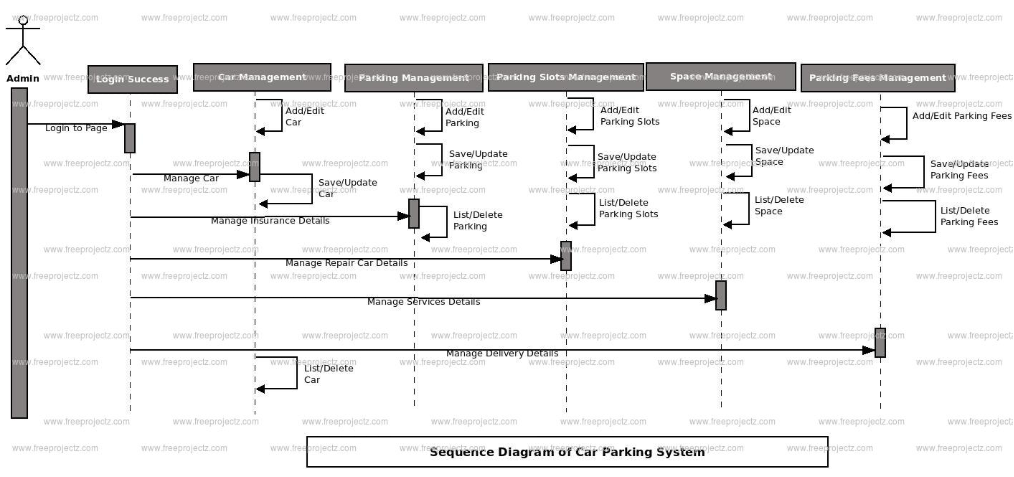 Admin
Login Success
Car Management
Parking Management
Parking Slots Management
Space Management
Parking Fees Management
Add/Edit
Car
Add/Edit
Parking
Add/Edit
Parking Slots
Add/Edit
Space
Add/Edit Parking Fees
Login to Page
Save/Update
Parking
Save/Update
Parking Slots
Save/Update
Space
Save/Update
Parking Fees
Manage Car
Save/Update
Car
List/Delete
Parking
List/Delete
Parking Slots
List/Delete
Space
List/Delete
Parking Fees
Manage Insurance Details
Manage Repair Car Details
Manage Services Details
Manage Delivery Details
List/Delete
Car
Sequence Diagram of Car Parking System
www.freeprojectz.com